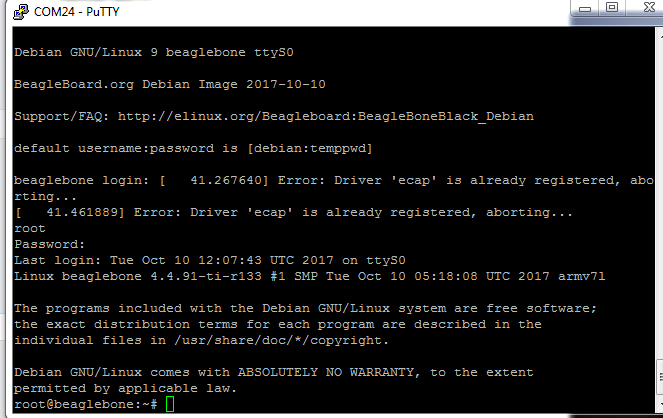 COM24 - PuTTY
Debian GNU/Linux 9 beaglebone ttyS0
BeagleBoard.org Debian Image 2017-10-10
Support/FAQ: http://elinux.org/Beagleboard:BeagleBoneBlack_Debian
default username:password is [debian:temppwd]
beaglebone login: [   41.267640] Error: Driver 'ecap' is already registered, abo
rting...
[   41.461889] Error: Driver 'ecap' is already registered, aborting...
root
Password:
Last login: Tue Oct 10 12:07:43 UTC 2017 on ttyS0
Linux beaglebone 4.4.91-ti-r133 #1 SMP Tue Oct 10 05:18:08 UTC 2017 armv7l
The programs included with the Debian GNU/Linux system are free software;
the exact distribution terms for each program are described in the
individual files in /usr/share/doc/*/copyright.
Debian GNU/Linux comes with ABSOLUTELY NO WARRANTY, to the extent
permitted by applicable law.
root@beaglebone:~#